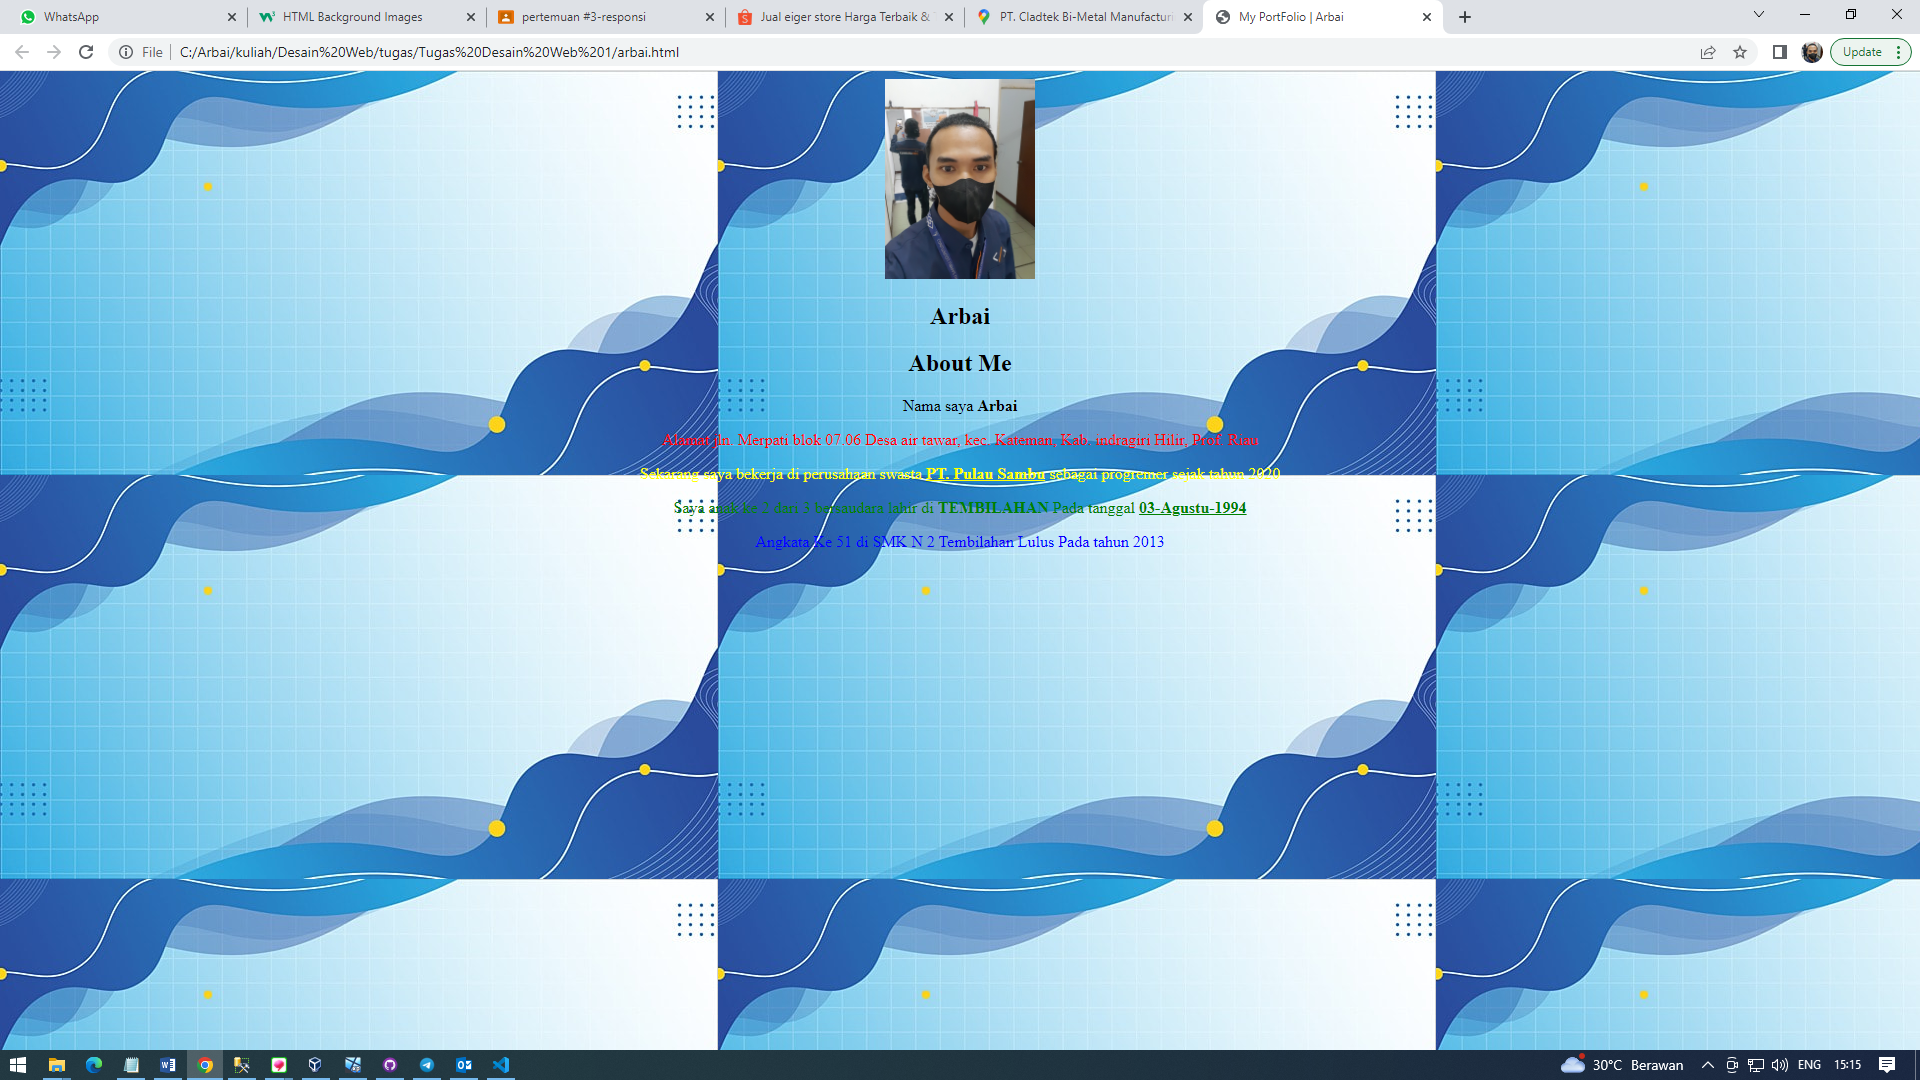 WhatsApp
HTML Background Images
pertemuan #3-responsi
Jual eiger store Harga Terbaik &
PT. Cladtek Bi-Metal Manufacturi
My PortFolio | Arbai
File
C:/Arbai/kuliah/Desain%20Web/tugas/Tugas%20Desain%20Web%201/arbai.html
Update
Arbai
About Me
Nama saya Arbai
Alamat jln. Merpati blok 07.06 Desa air tawar, kec. Kateman, Kab. indragiri Hilir, Prof. Riau
Sekarang saya bekerja di perusahaan swasta PT. Pulau Sambu sebagai progremer sejak tahun 2020
Saya anak ke 2 dari 3 bersaudara lahir di TEMBILAHAN Pada tanggal 03-Agustu-1994
Angkata Ke 51 di SMK N 2 Tembilahan Lulus Pada tahun 2013
30°C Berawan
ENG
15:15